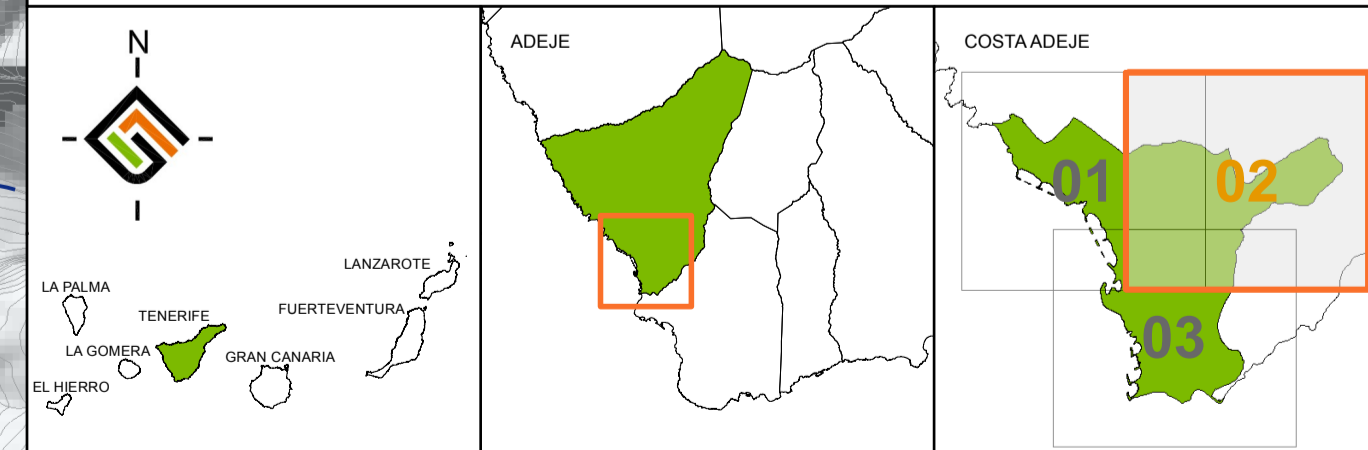 N
LA PALMA
TENERIFE
LA GOMERA
EL HIERRO
GRAN CANARIA
FUERTEVENTURA
LANZAROTE
ADEJE
COSTA ADEJE
01
02
03